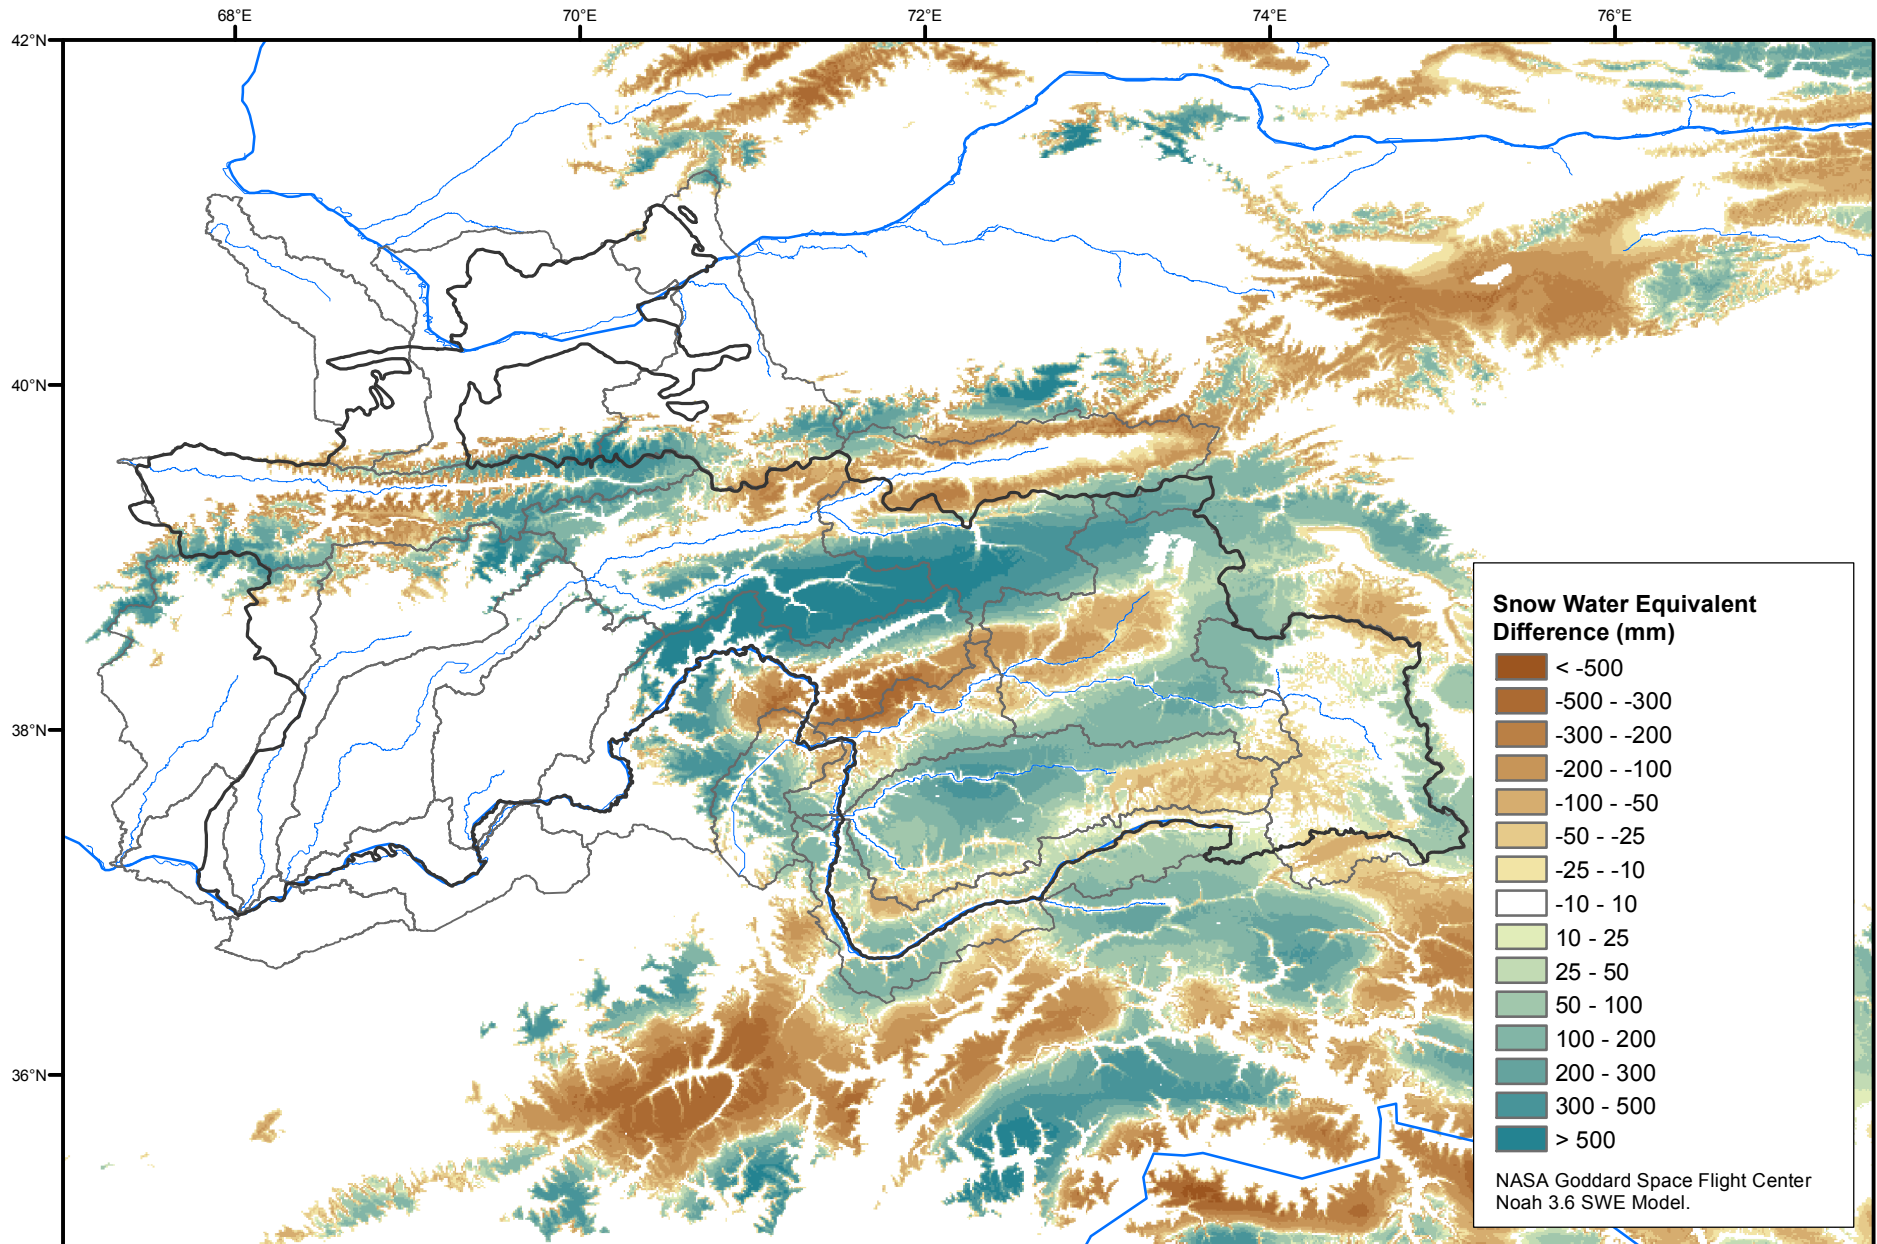 68°E
70°E
72°E
74°E
76°E
42°N
40°N
38°N
36°N
Snow Water Equivalent
Difference (mm)
< -500
-500 - -300
-300 - -200
-200 - -100
-100 - -50
-50 - -25
-25 - -10
-10 - 10
10 - 25
25 - 50
50 - 100
100 - 200
200 - 300
300 - 500
> 500
NASA Goddard Space Flight Center
Noah 3.6 SWE Model.